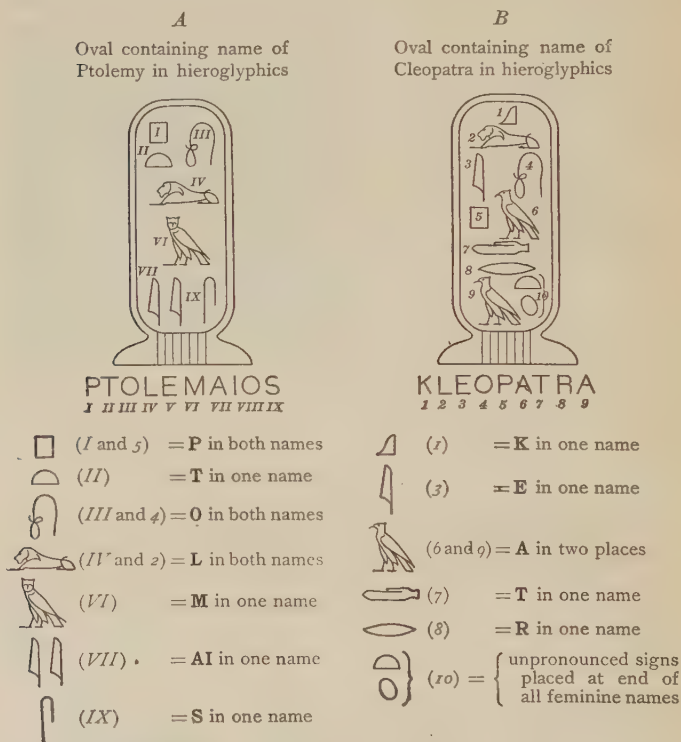 A
Oval containing name of
Ptolemy in hieroglyphics
I
II
III
IV
VI
VII
IX
PTOLEMAIOS
I II III IV V VI VII VIII IX
(I and 5) = P in both names
(II) = T in one name
(III and 4) = O in both names
(IV and 2) = L in both names
(VI) = M in one name
(VII) . = AI in one name
(IX) = S in one name
B
Oval containing name of
Cleopatra in hieroglyphics
1
2
3
4
5
6
7
8
9
10
KLEOPATRA
1 2 3 4 5 6 7 8 9
(1) = K in one name
(3) = E in one name
(6 and 9) = A in two places
(7) = T in one name
(8) = R in one name
(10) = { unpronounced signs
placed at end of
all feminine names